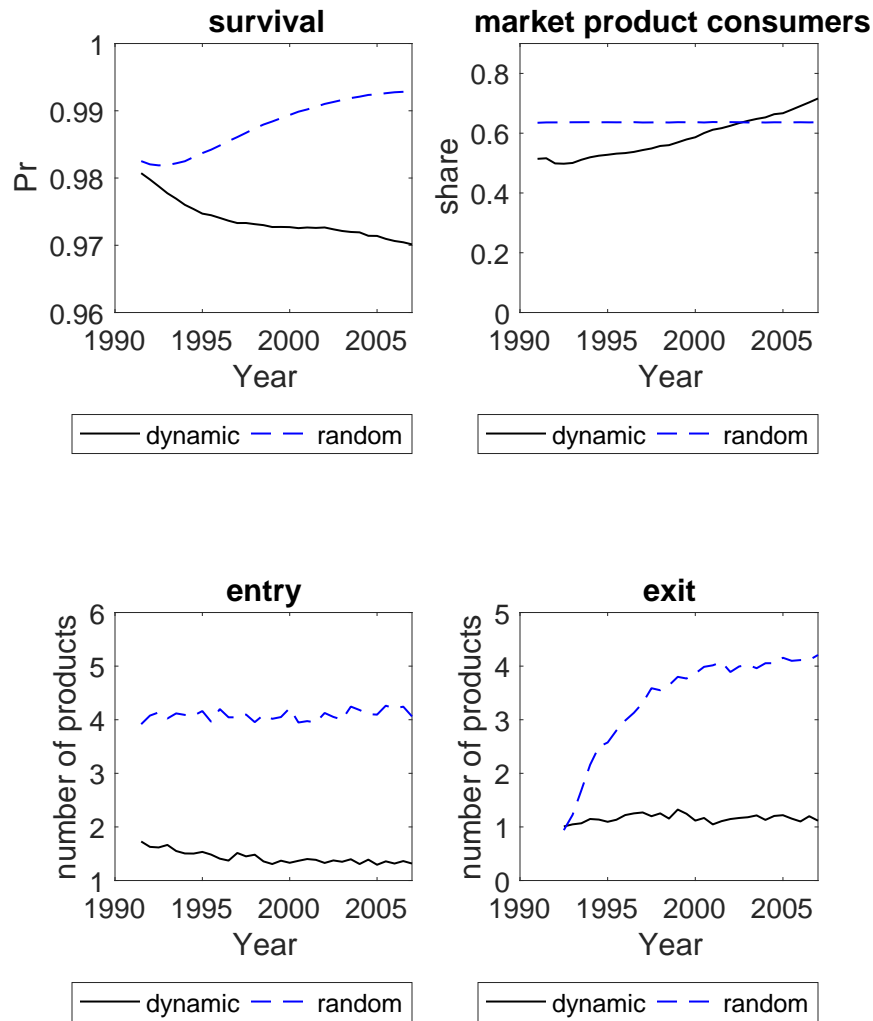 survival
1
0.99
0.98
0.97
0.96
Pr
1990 1995 2000 2005
Year
dynamic random
market product consumers
0.8
0.6
0.4
0.2
0
share
1990 1995 2000 2005
Year
dynamic random
entry
6
5
4
3
2
1
number of products
1990 1995 2000 2005
Year
dynamic random
exit
5
4
3
2
1
0
number of products
1990 1995 2000 2005
Year
dynamic random